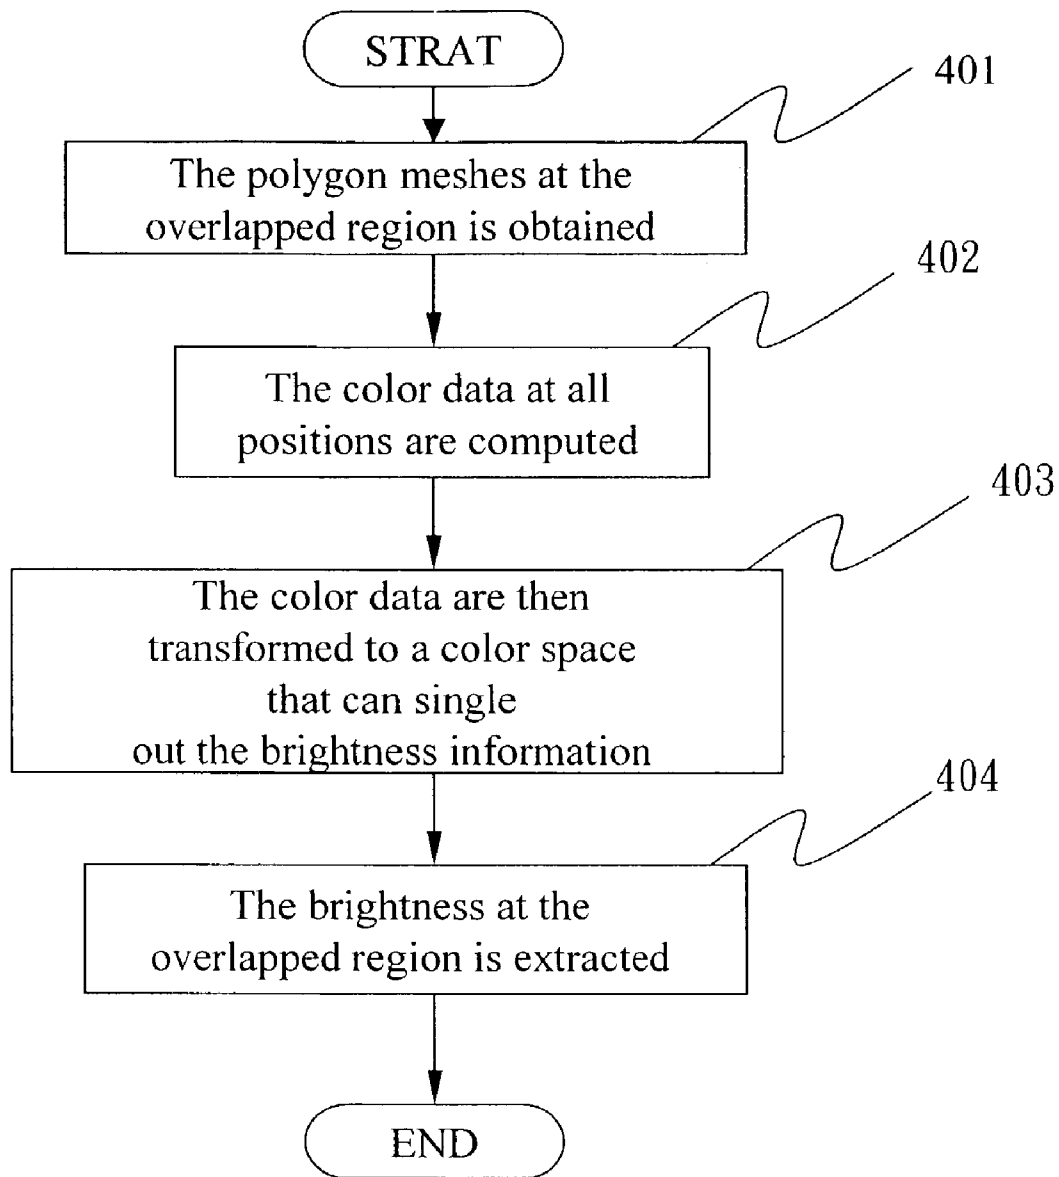 STRAT
401
The polygon meshes at the
overlapped region is obtained
402
The color data at all
positions are computed
403
The color data are then
transformed to a color space
that can single
out the brightness information
404
The brightness at the
overlapped region is extracted
END